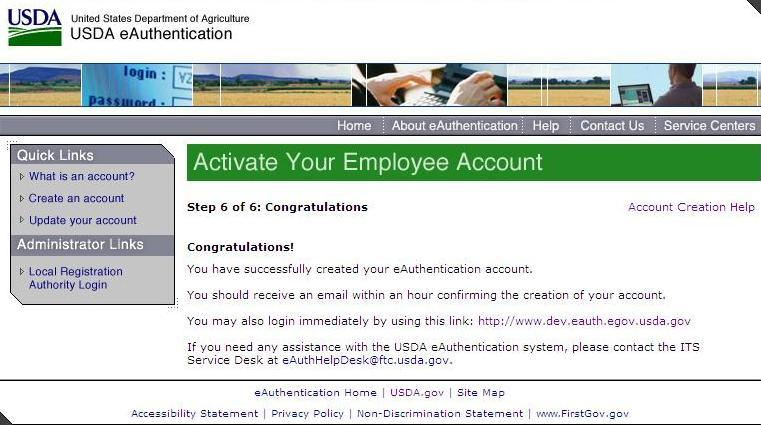 USDA
United States Department of Agriculture
USDA eAuthentication
login :
password :
Home
About eAuthentication
Help
Contact Us
Service Centers
Quick Links
What is an account?
Create an account
Update your account
Administrator Links
Local Registration
Authority Login
Activate Your Employee Account
Step 6 of 6: Congratulations
Account Creation Help
Congratulations!
You have successfully created your eAuthentication account.
You should receive an email within an hour confirming the creation of your account.
You may also login immediately by using this link: http://www.dev.eauth.egov.usda.gov
If you need any assistance with the USDA eAuthentication system, please contact the ITS
Service Desk at eAuthHelpDesk@ftc.usda.gov.
eAuthentication Home | USDA.gov | Site Map
Accessibility Statement | Privacy Policy | Non-Discrimination Statement | www.FirstGov.gov